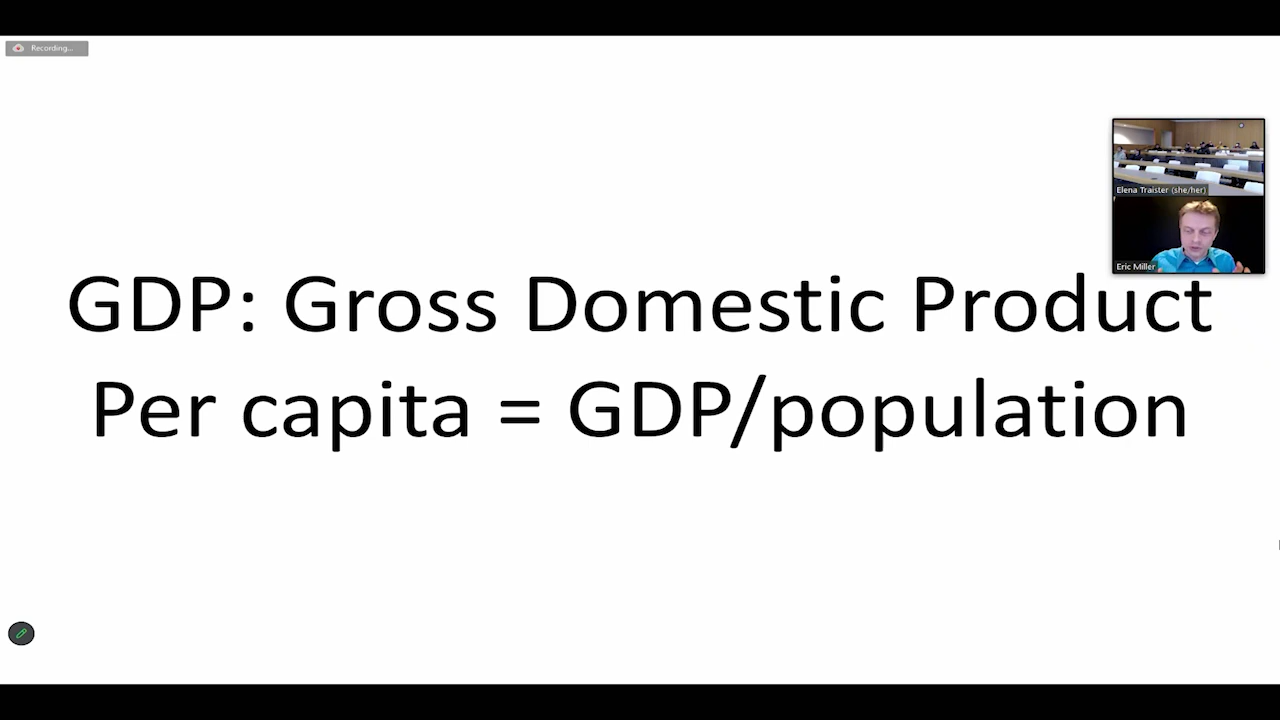 Recording...
Elena Traister (she/her)
Eric Miller
GDP: Gross Domestic Product
Per capita = GDP/population